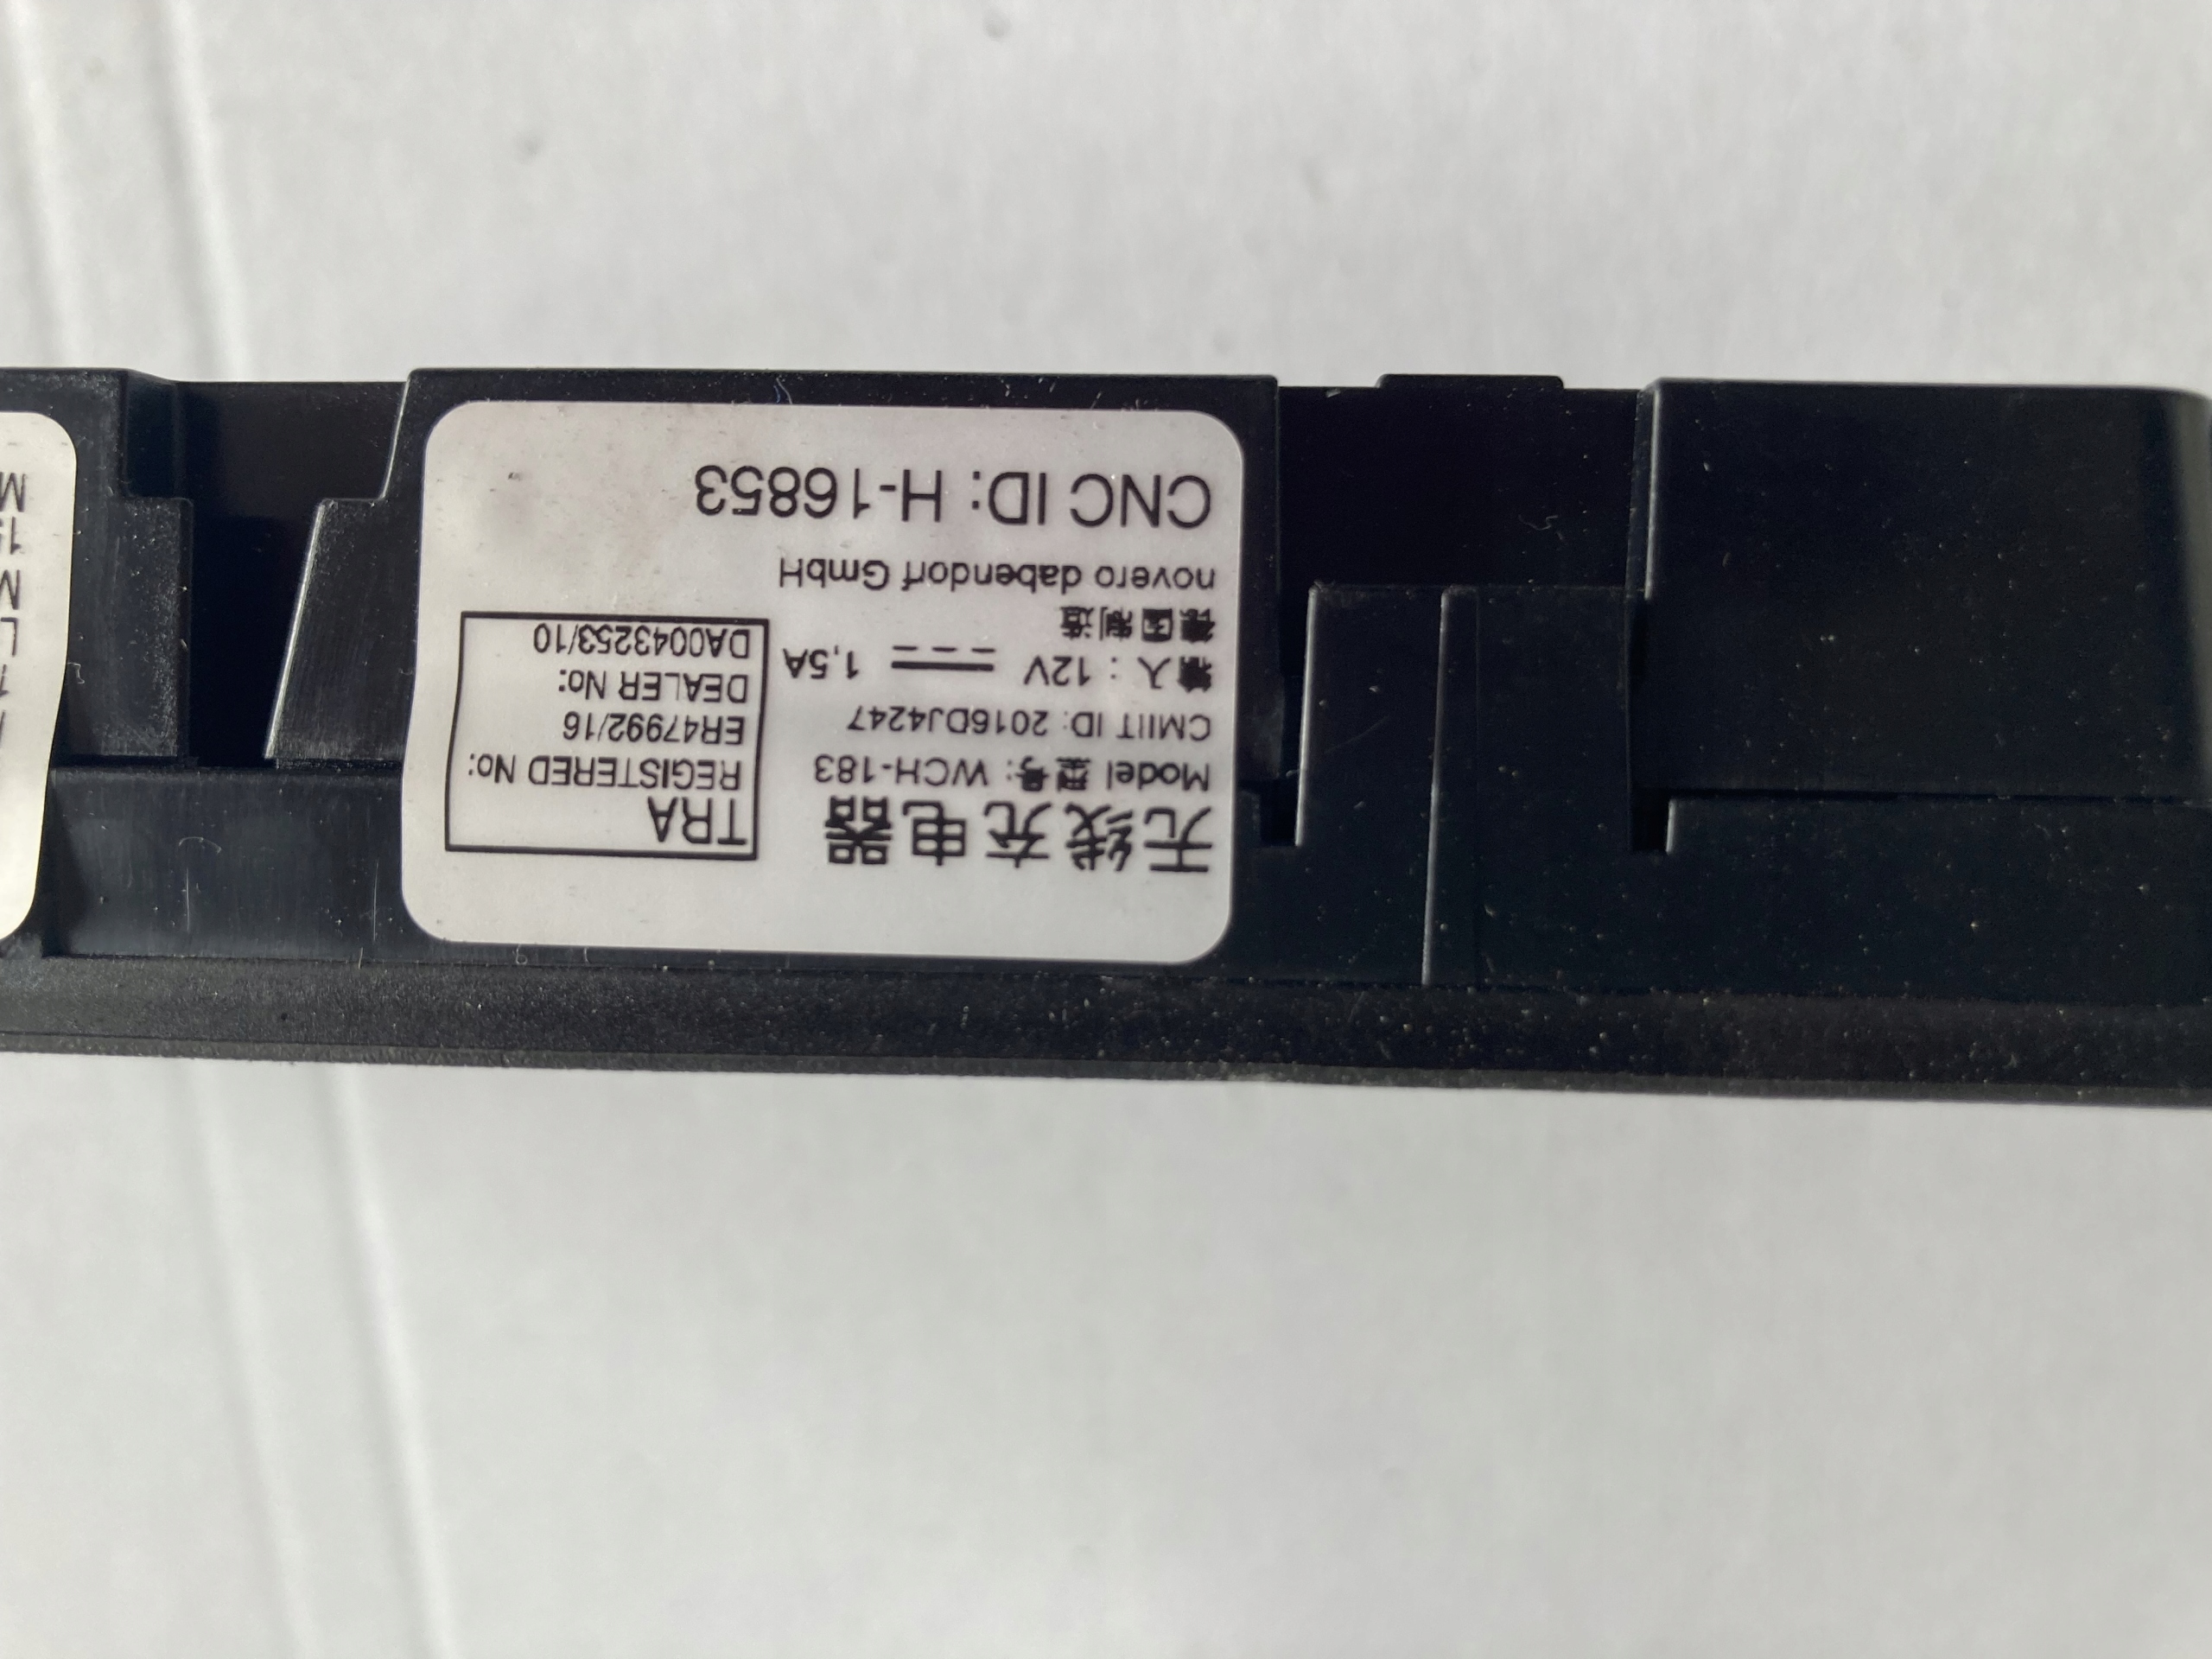 无线充电器
Model 型号: WCH-183
CMIIT ID: 2016DJ4247
输入 : 12V 1,5A
德国制造
novero dabendorf GmbH
CNC ID: H-16853
TRA
REGISTERED No:
ER47992/16
DEALER No:
DA0043253/10